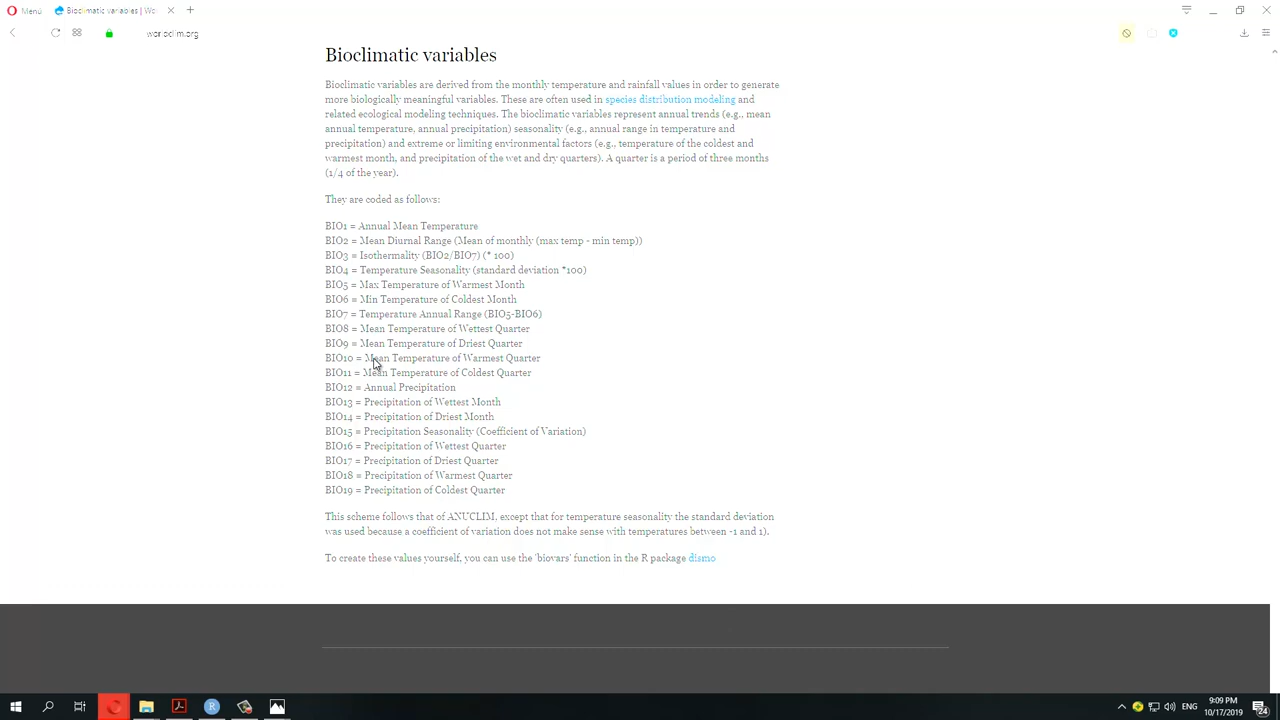 Menú
Bioclimatic variables | Wo
worldclim.org
Bioclimatic variables
Bioclimatic variables are derived from the monthly temperature and rainfall values in order to generate
more biologically meaningful variables. These are often used in species distribution modeling and
related ecological modeling techniques. The bioclimatic variables represent annual trends (e.g., mean
annual temperature, annual precipitation) seasonality (e.g., annual range in temperature and
precipitation) and extreme or limiting environmental factors (e.g., temperature of the coldest and
warmest month, and precipitation of the wet and dry quarters). A quarter is a period of three months
(1/4 of the year).
They are coded as follows:
BIO1 = Annual Mean Temperature
BIO2 = Mean Diurnal Range (Mean of monthly (max temp - min temp))
BIO3 = Isothermality (BIO2/BIO7) (* 100)
BIO4 = Temperature Seasonality (standard deviation *100)
BIO5 = Max Temperature of Warmest Month
BIO6 = Min Temperature of Coldest Month
BIO7 = Temperature Annual Range (BIO5-BIO6)
BIO8 = Mean Temperature of Wettest Quarter
BIO9 = Mean Temperature of Driest Quarter
BIO10 = Mean Temperature of Warmest Quarter
BIO11 = Mean Temperature of Coldest Quarter
BIO12 = Annual Precipitation
BIO13 = Precipitation of Wettest Month
BIO14 = Precipitation of Driest Month
BIO15 = Precipitation Seasonality (Coefficient of Variation)
BIO16 = Precipitation of Wettest Quarter
BIO17 = Precipitation of Driest Quarter
BIO18 = Precipitation of Warmest Quarter
BIO19 = Precipitation of Coldest Quarter
This scheme follows that of ANUCLIM, except that for temperature seasonality the standard deviation
was used because a coefficient of variation does not make sense with temperatures between -1 and 1).
To create these values yourself, you can use the 'biovars' function in the R package dismo
ENG
9:09 PM
10/17/2019
24